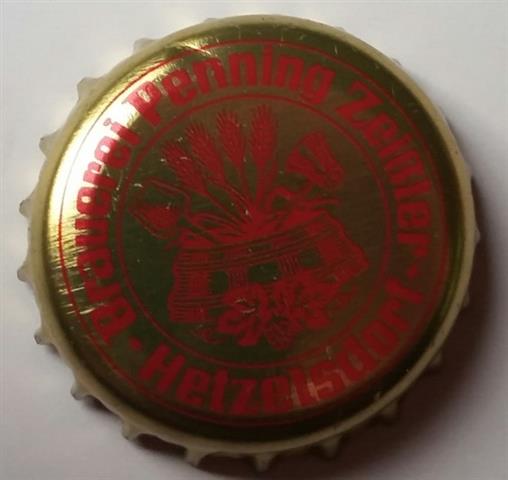 Brauerei Penning Zeißler
· Hetzelsdorf ·